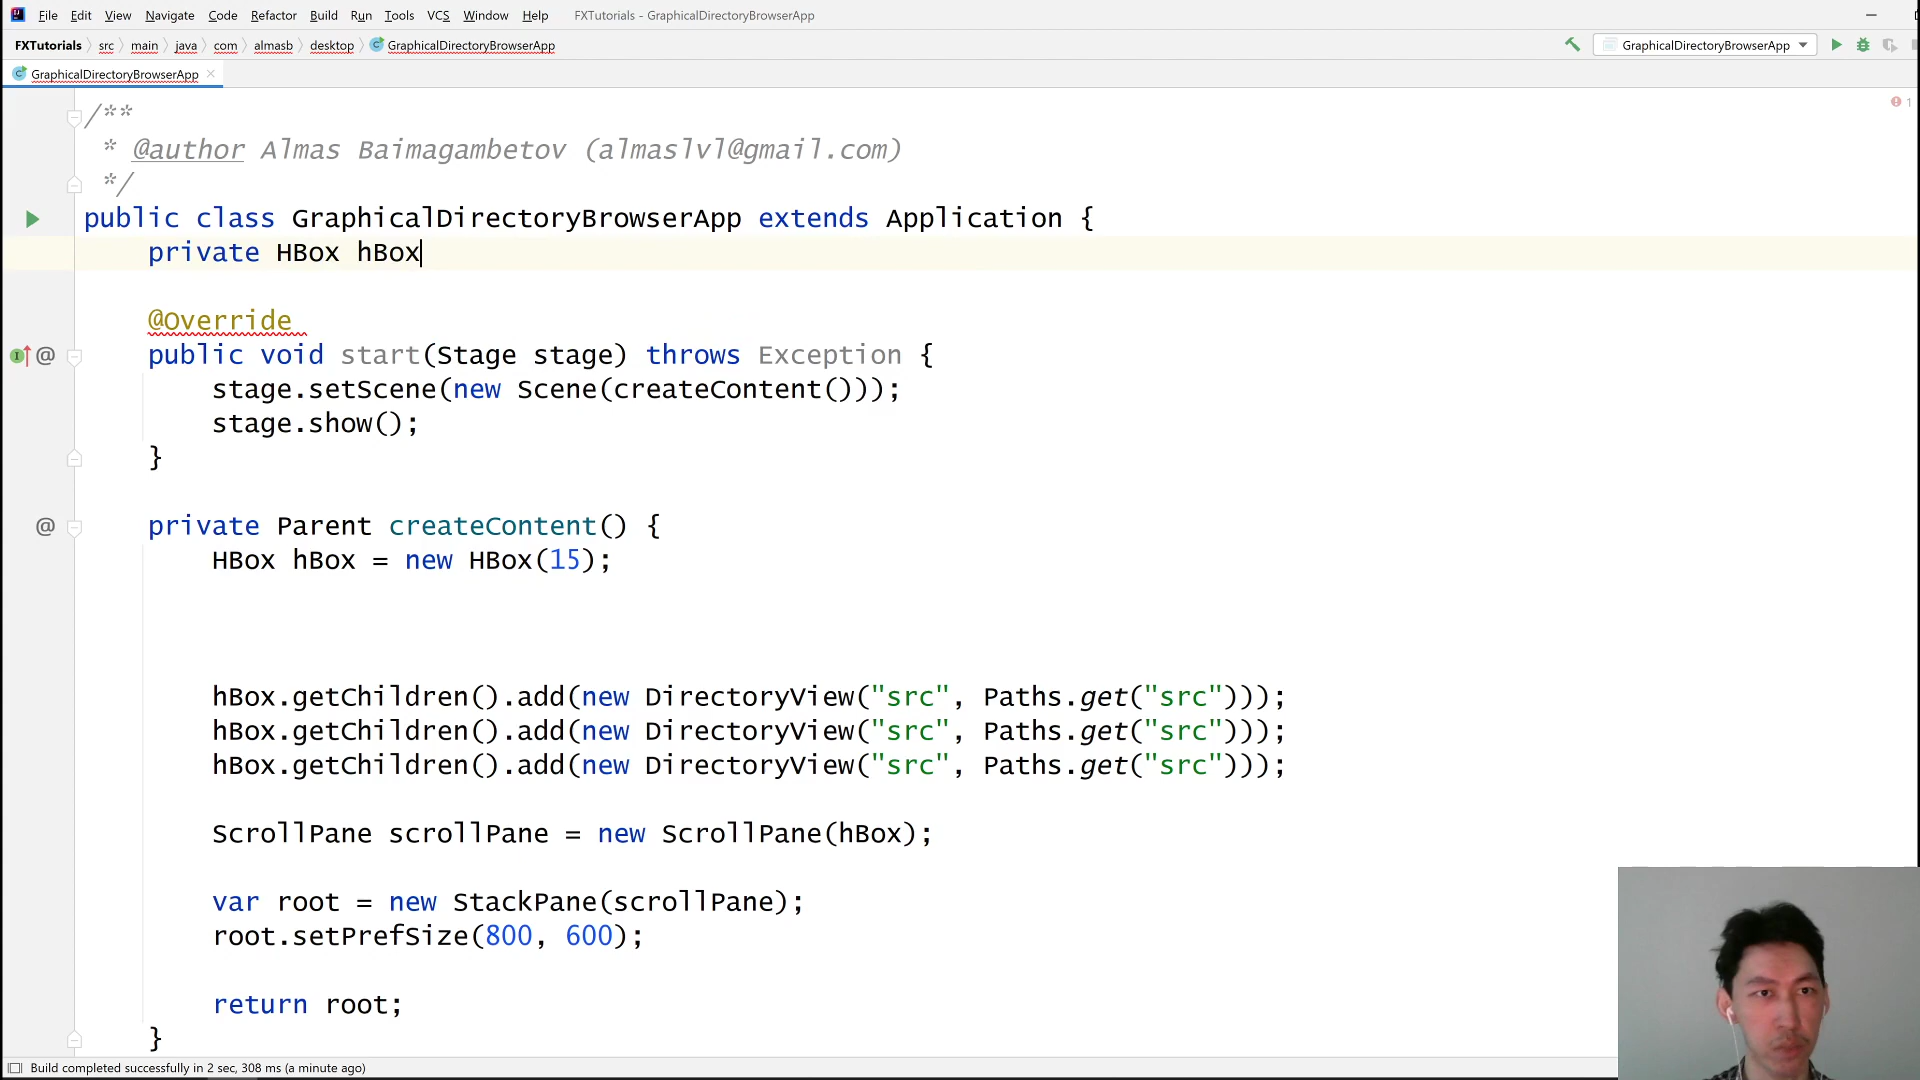 File Edit View Navigate Code Refactor Build Run Tools VCS Window Help FXTutorials - GraphicalDirectoryBrowserApp
FXTutorials src main java com almasb desktop GraphicalDirectoryBrowserApp GraphicalDirectoryBrowserApp
GraphicalDirectoryBrowserApp
/**
1
* @author Almas Baimagambetov (almaslvl@gmail.com)
*/
public class GraphicalDirectoryBrowserApp extends Application {
private HBox hBox
@Override
public void start(Stage stage) throws Exception {
stage.setScene(new Scene(createContent()));
stage.show();
}
private Parent createContent() {
HBox hBox = new HBox(15);
hBox.getChildren().add(new DirectoryView("src", Paths.get("src")));
hBox.getChildren().add(new DirectoryView("src", Paths.get("src")));
hBox.getChildren().add(new DirectoryView("src", Paths.get("src")));
ScrollPane scrollPane = new ScrollPane(hBox);
var root = new StackPane(scrollPane);
root.setPrefSize(800, 600);
return root;
}
Build completed successfully in 2 sec, 308 ms (a minute ago)